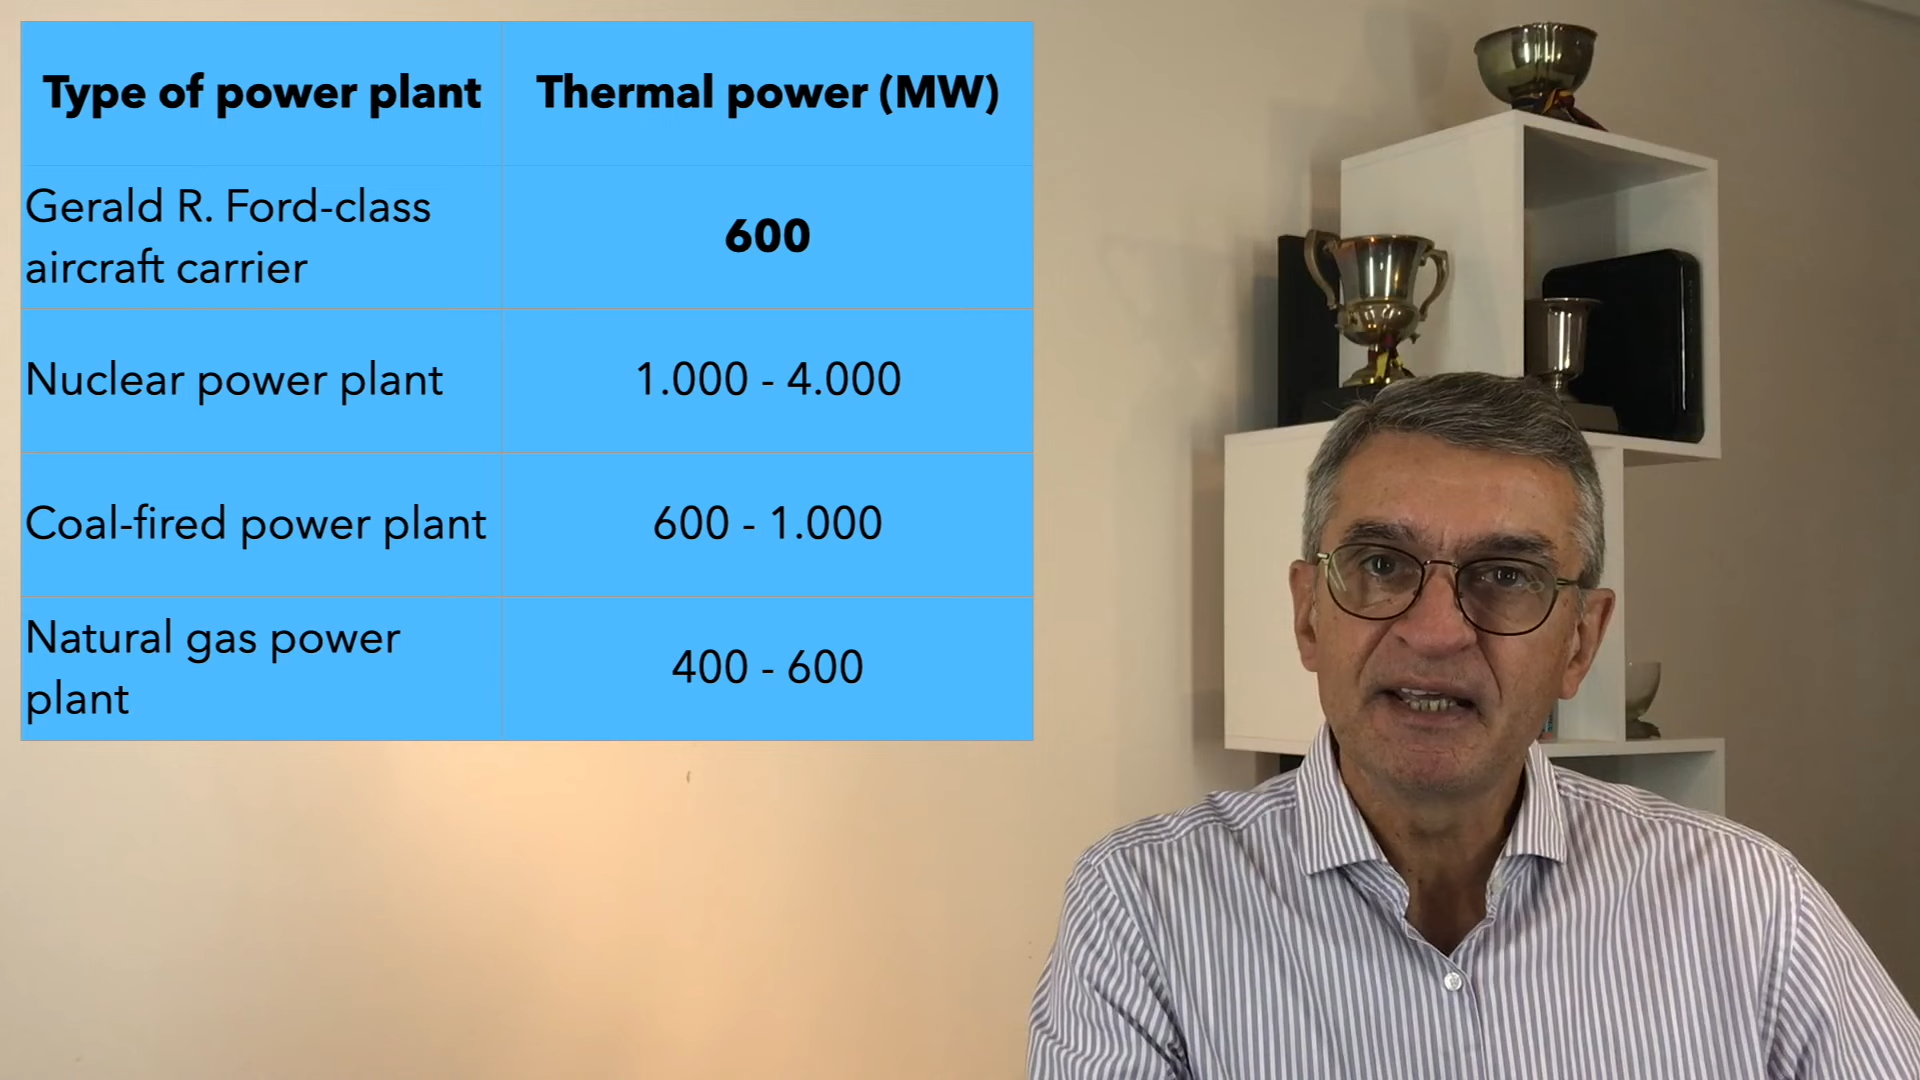 Type of power plant
Thermal power (MW)
Gerald R. Ford-class
aircraft carrier
600
Nuclear power plant
1.000 - 4.000
Coal-fired power plant
600 - 1.000
Natural gas power
plant
400 - 600